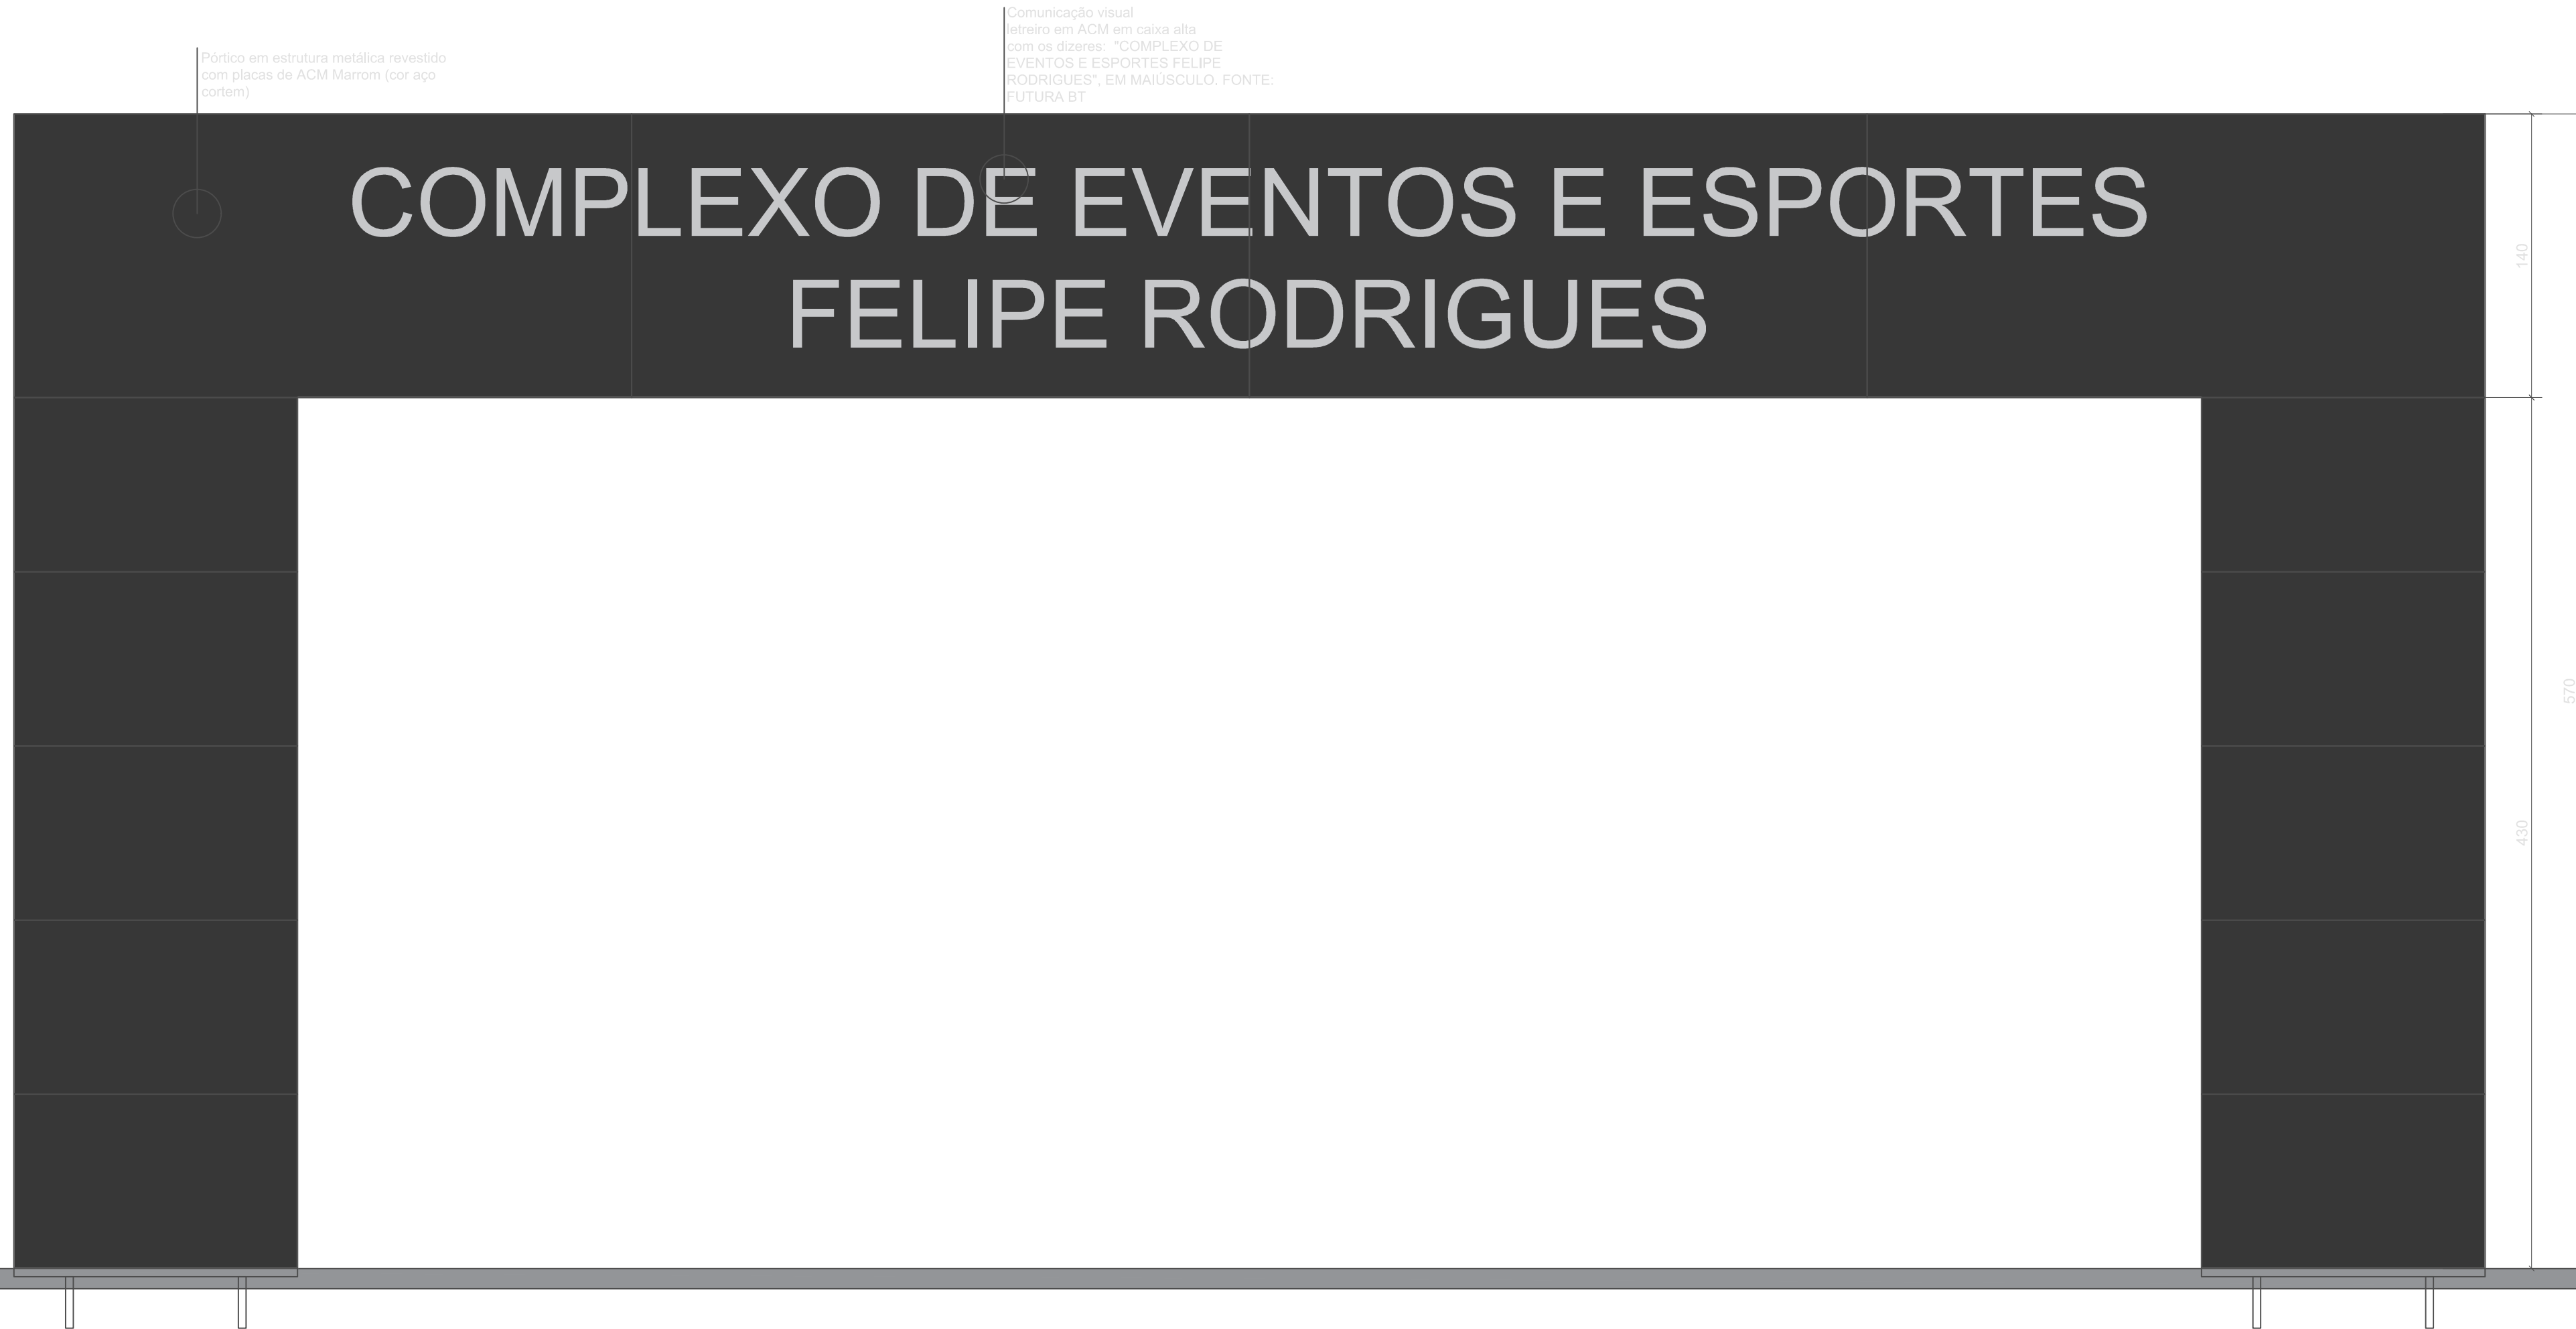 Comunicação visual
letreiro em ACM em caixa alta
com os dizeres: "COMPLEXO DE
EVENTOS E ESPORTES FELIPE
RODRIGUES", EM MAIÚSCULO. FONTE:
FUTURA BT
Pórtico em estrutura metálica revestido
com placas de ACM Marrom (cor aço
cortem)
COMPLEXO DE EVENTOS E ESPORTES
FELIPE RODRIGUES
140
430
570